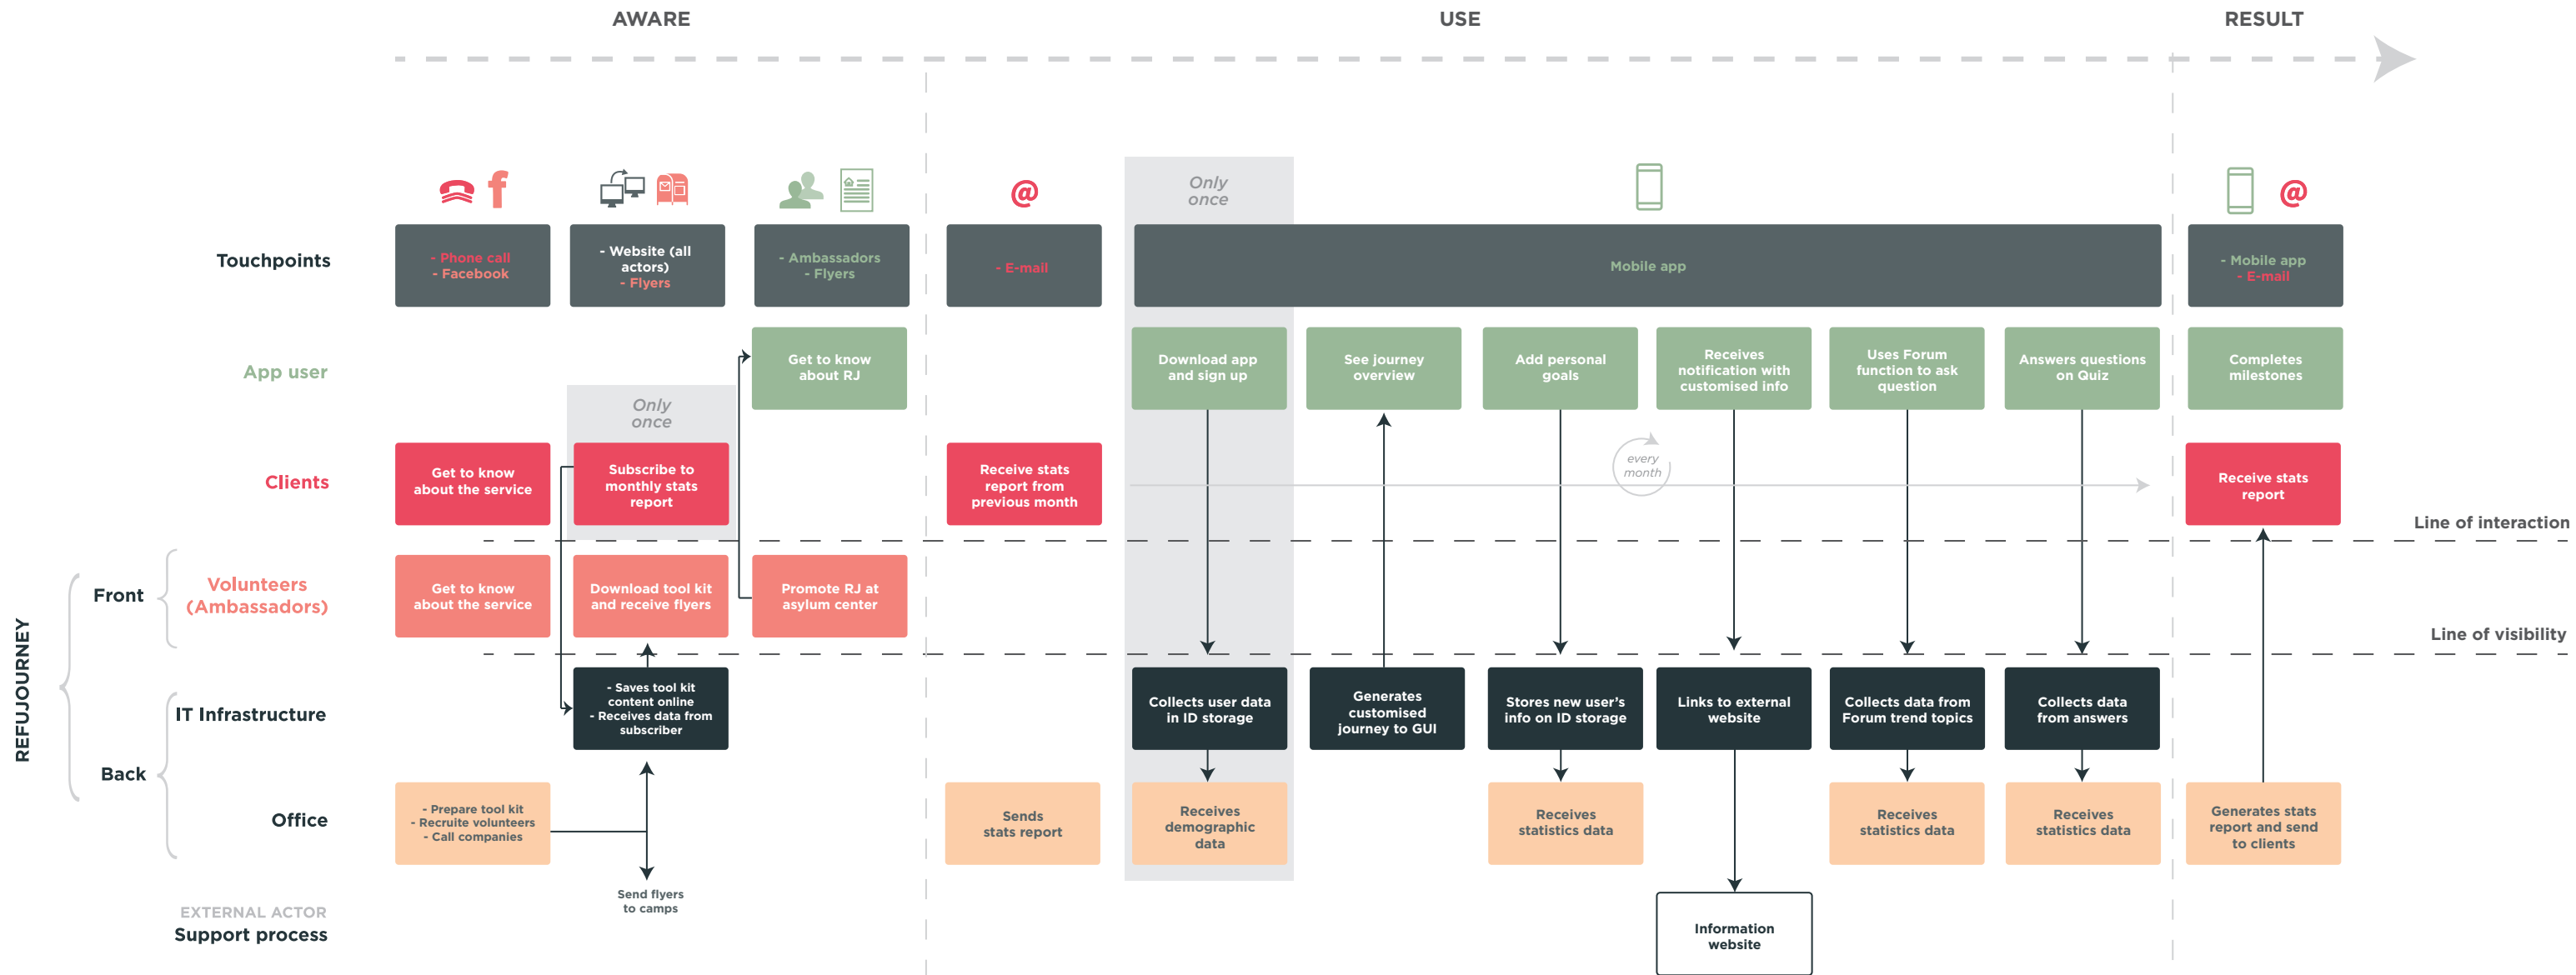 AWARE
USE
RESULT
Only
once
Touchpoints
- Phone call
- Facebook
- Website (all
actors)
- Flyers
- Ambassadors
- Flyers
@
- E-mail
Mobile app
@
- Mobile app
- E-mail
App user
Get to know
about RJ
Download app
and sign up
See journey
overview
Add personal
goals
Receives
notification with
customised info
Uses Forum
function to ask
question
Answers questions
on Quiz
Completes
milestones
Only
once
Clients
Get to know
about the service
Subscribe to
monthly stats
report
Receive stats
report from
previous month
every
month
Receive stats
report
Line of interaction
REFUJOURNEY
Front
Volunteers
(Ambassadors)
Get to know
about the service
Download tool kit
and receive flyers
Promote RJ at
asylum center
Line of visibility
Back
IT Infrastructure
- Saves tool kit
content online
- Receives data from
subscriber
Collects user data
in ID storage
Generates
customised
journey to GUI
Stores new user's
info on ID storage
Links to external
website
Collects data from
Forum trend topics
Collects data
from answers
Office
- Prepare tool kit
- Recruite volunteers
- Call companies
Sends
stats report
Receives
demographic
data
Receives
statistics data
Receives
statistics data
Receives
statistics data
Generates stats
report and send
to clients
Send flyers
to camps
EXTERNAL ACTOR
Support process
Information
website